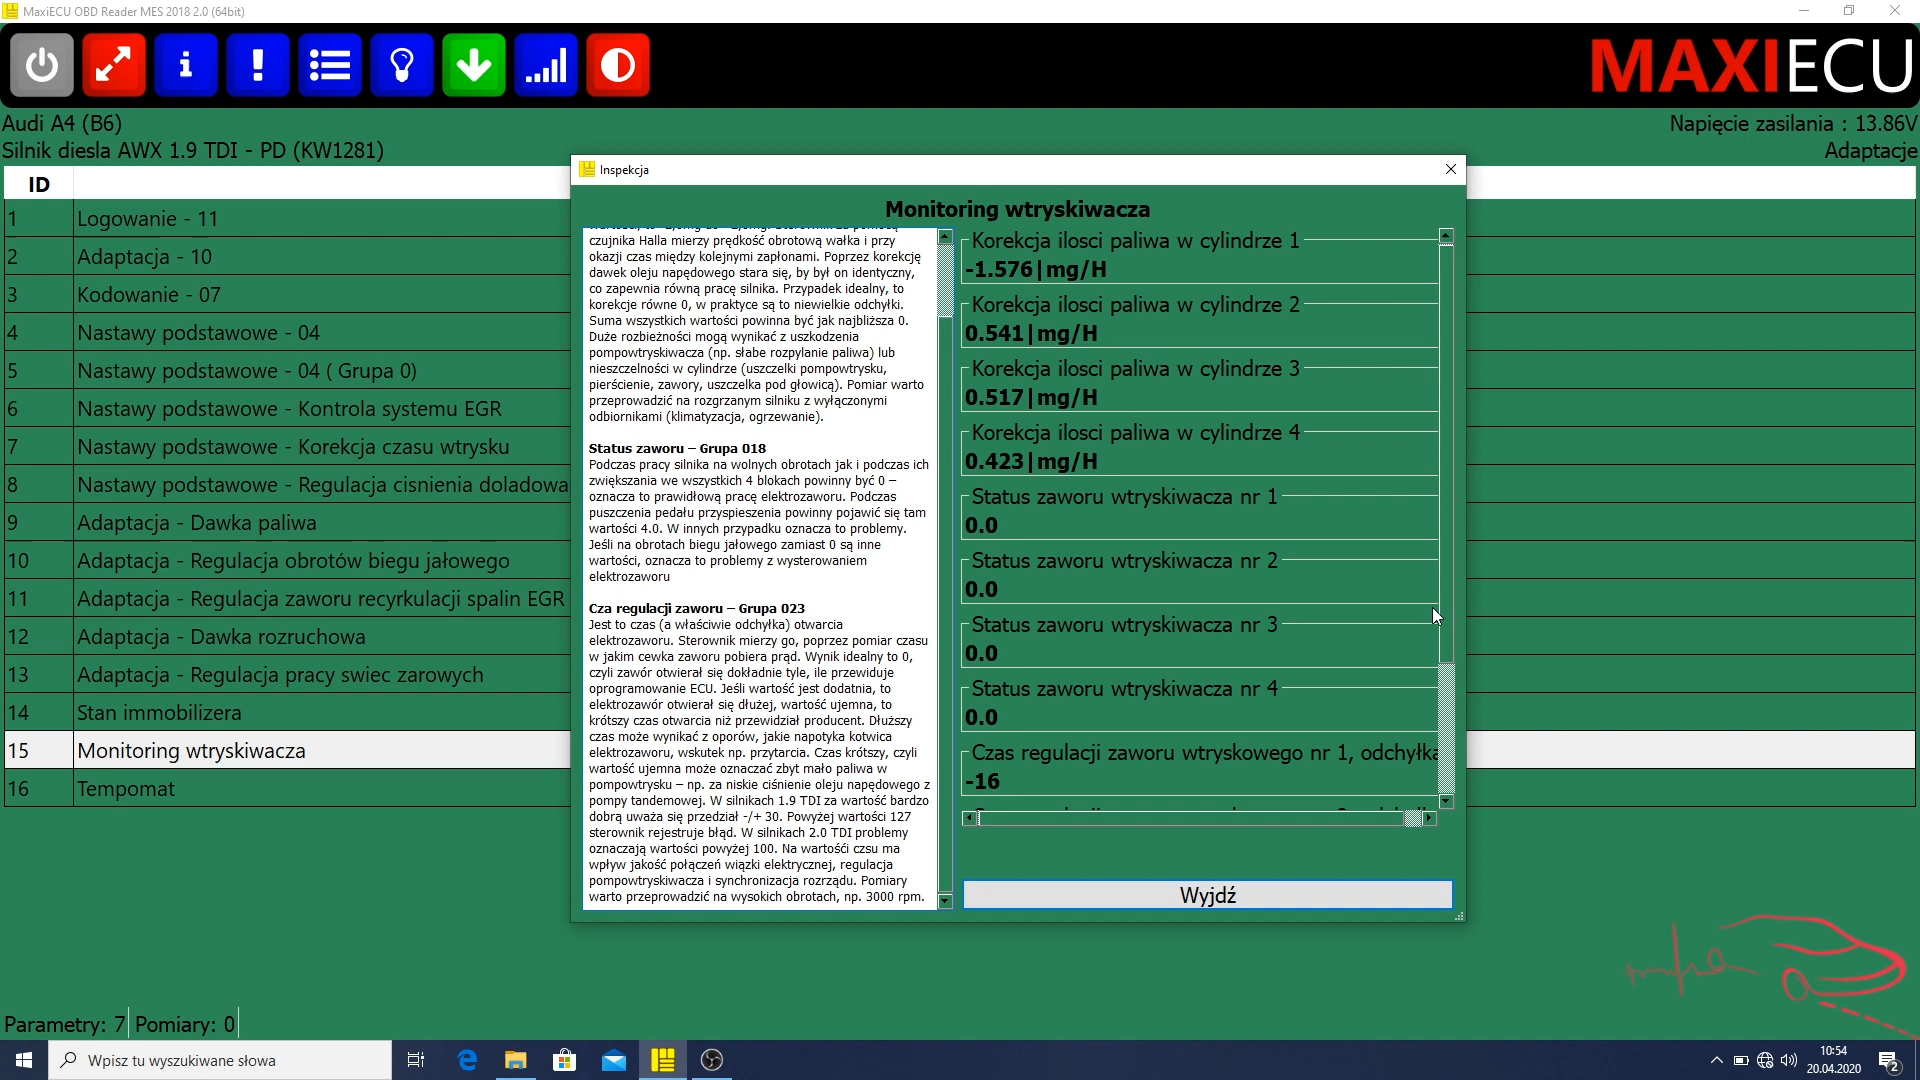 MaxiECU OBD Reader MES 2018 2.0 (64bit)
MAXIECU
Audi A4 (B6)
Napięcie zasilania : 13.86V
Silnik diesla AWX 1.9 TDI - PD (KW1281)
Adaptacje
ID
1 Logowanie - 11
2 Adaptacja - 10
3 Kodowanie - 07
4 Nastawy podstawowe - 04
5 Nastawy podstawowe - 04 ( Grupa 0)
6 Nastawy podstawowe - Kontrola systemu EGR
7 Nastawy podstawowe - Korekcja czasu wtrysku
8 Nastawy podstawowe - Regulacja cisnienia doladowa
9 Adaptacja - Dawka paliwa
10 Adaptacja - Regulacja obrotów biegu jałowego
11 Adaptacja - Regulacja zaworu recyrkulacji spalin EGR
12 Adaptacja - Dawka rozruchowa
13 Adaptacja - Regulacja pracy swiec zarowych
14 Stan immobilizera
15 Monitoring wtryskiwacza
16 Tempomat
Inspekcja
Monitoring wtryskiwacza
czujnika Halla mierzy prędkość obrotową wałka i przy
okazji czas między kolejnymi zapłonami. Poprzez korekcję
dawek oleju napędowego stara się, by był on identyczny,
co zapewnia równą pracę silnika. Przypadek idealny, to
korekcje równe 0, w praktyce są to niewielkie odchyłki.
Suma wszystkich wartości powinna być jak najbliższa 0.
Duże rozbieżności mogą wynikać z uszkodzenia
pompowtryskiwacza (np. słabe rozpylanie paliwa) lub
nieszczelności w cylindrze (uszczelki pompowtrysku,
pierścienie, zawory, uszczelka pod głowicą). Pomiar warto
przeprowadzić na rozgrzanym silniku z wyłączonymi
odbiornikami (klimatyzacja, ogrzewanie).
Status zaworu – Grupa 018
Podczas pracy silnika na wolnych obrotach jak i podczas ich
zwiększania we wszystkich 4 blokach powinny być 0 –
oznacza to prawidłową pracę elektrozaworu. Podczas
puszczenia pedału przyspieszenia powinny pojawić się tam
wartości 4.0. W innych przypadku oznacza to problemy.
Jeśli na obrotach biegu jałowego zamiast 0 są inne
wartości, oznacza to problemy z wysterowaniem
elektrozaworu
Cza regulacji zaworu – Grupa 023
Jest to czas (a właściwie odchyłka) otwarcia
elektrozaworu. Sterownik mierzy go, poprzez pomiar czasu
w jakim cewka zaworu pobiera prąd. Wynik idealny to 0,
czyli zawór otwierał się dokładnie tyle, ile przewiduje
oprogramowanie ECU. Jeśli wartość jest dodatnia, to
elektrozawór otwierał się dłużej, wartość ujemna, to
krótszy czas otwarcia niż przewidział producent. Dłuższy
czas może wynikać z oporów, jakie napotyka kotwica
elektrozaworu, wskutek np. przytarcia. Czas krótszy, czyli
wartość ujemna może oznaczać zbyt mało paliwa w
pompowtrysku – np. za niskie ciśnienie oleju napędowego z
pompy tandemowej. W silnikach 1.9 TDI za wartość bardzo
dobrą uważa się przedział -/+ 30. Powyżej wartości 127
sterownik rejestruje błąd. W silnikach 2.0 TDI problemy
oznaczają wartości powyżej 100. Na wartośći czsu ma
wpływ jakość połączeń wiązki elektrycznej, regulacja
pompowtryskiwacza i synchronizacja rozrządu. Pomiary
warto przeprowadzić na wysokich obrotach, np. 3000 rpm.
Korekcja ilosci paliwa w cylindrze 1
-1.576|mg/H
Korekcja ilosci paliwa w cylindrze 2
0.541|mg/H
Korekcja ilosci paliwa w cylindrze 3
0.517|mg/H
Korekcja ilosci paliwa w cylindrze 4
0.423|mg/H
Status zaworu wtryskiwacza nr 1
0.0
Status zaworu wtryskiwacza nr 2
0.0
Status zaworu wtryskiwacza nr 3
0.0
Status zaworu wtryskiwacza nr 4
0.0
Czas regulacji zaworu wtryskowego nr 1, odchyłka
-16
Wyjdź
Parametry: 7 Pomiary: 0
Wpisz tu wyszukiwane słowa
10:54
20.04.2020
2